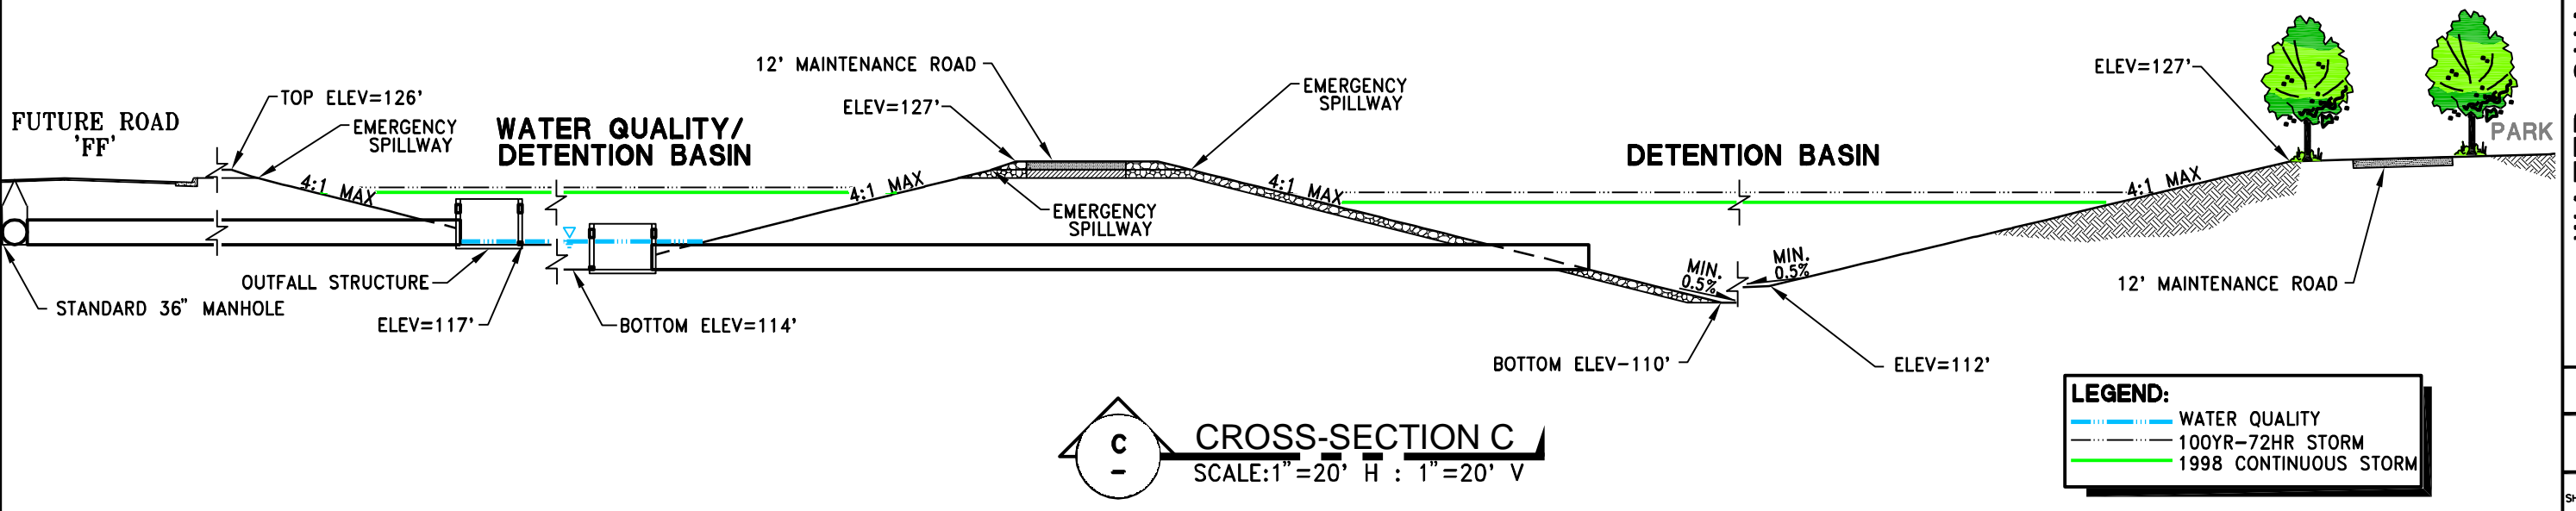 FUTURE ROAD
'FF'
TOP ELEV=126'
EMERGENCY
SPILLWAY
4:1 MAX
WATER QUALITY/
DETENTION BASIN
12' MAINTENANCE ROAD
ELEV=127'
4:1 MAX
EMERGENCY
SPILLWAY
EMERGENCY
SPILLWAY
4:1 MAX
DETENTION BASIN
4:1 MAX
ELEV=127'
PARK
OUTFALL STRUCTURE
STANDARD 36" MANHOLE
ELEV=117'
BOTTOM ELEV=114'
MIN.
0.5%
MIN.
0.5%
12' MAINTENANCE ROAD
BOTTOM ELEV-110'
ELEV=112'
C
-
CROSS-SECTION C
SCALE:1"=20' H : 1"=20' V
LEGEND:
WATER QUALITY
100YR-72HR STORM
1998 CONTINUOUS STORM